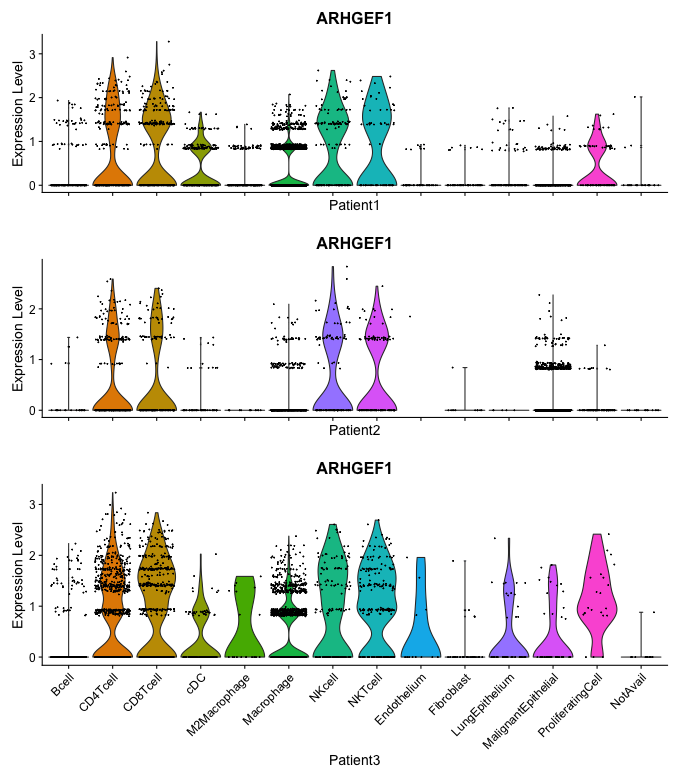 ARHGEF1
Expression Level
3
2
1
0
Patient1
ARHGEF1
Expression Level
2
1
0
Patient2
ARHGEF1
Expression Level
3
2
1
0
Bcell
CD4Tcell
CD8Tcell
cDC
M2Macrophage
Macrophage
NKcell
NKTcell
Endothelium
Fibroblast
LungEpithelium
MalignantEpithelial
ProliferatingCell
NotAvail
Patient3